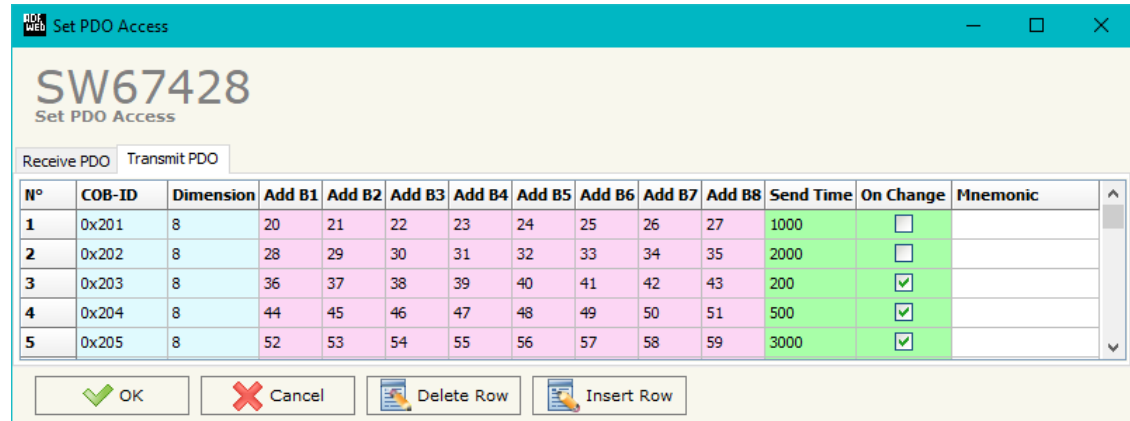 ADF WEB Set PDO Access
SW67428
Set PDO Access
Receive PDO Transmit PDO
N° COB-ID Dimension Add B1 Add B2 Add B3 Add B4 Add B5 Add B6 Add B7 Add B8 Send Time On Change Mnemonic
1 0x201 8 20 21 22 23 24 25 26 27 1000
2 0x202 8 28 29 30 31 32 33 34 35 2000
3 0x203 8 36 37 38 39 40 41 42 43 200
4 0x204 8 44 45 46 47 48 49 50 51 500
5 0x205 8 52 53 54 55 56 57 58 59 3000
OK Cancel Delete Row Insert Row